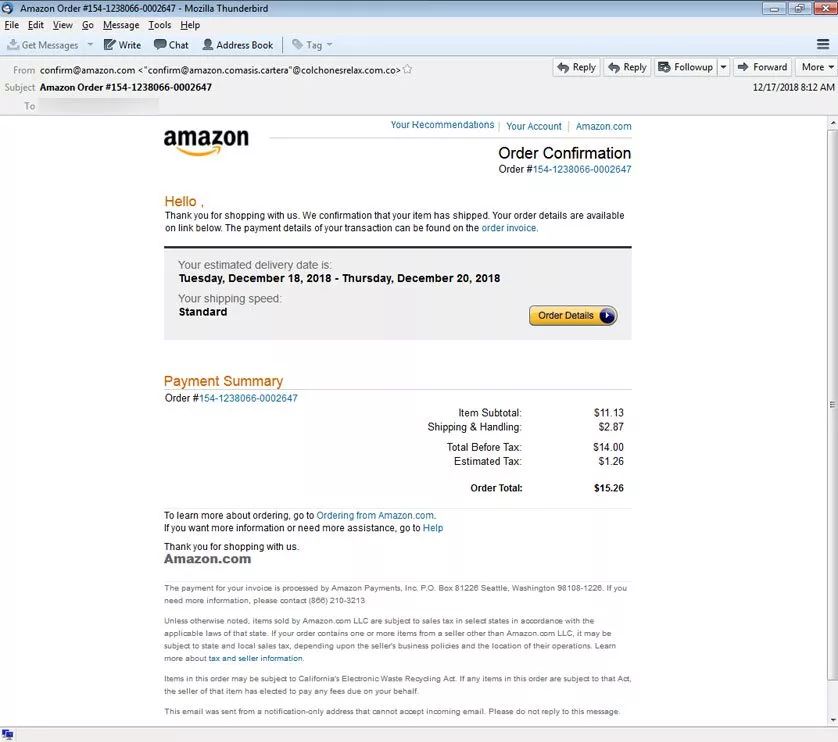 Amazon Order #154-1238066-0002647 - Mozilla Thunderbird
File Edit View Go Message Tools Help
Get Messages Write Chat Address Book Tag
From confirm@amazon.com <"confirm@amazon.comasis.cartera"@colchonesrelax.com.co> Reply Reply Followup Forward More
Subject Amazon Order #154-1238066-0002647 12/17/2018 8:12 AM
To
amazon
Your Recommendations | Your Account | Amazon.com
Order Confirmation
Order #154-1238066-0002647
Hello ,
Thank you for shopping with us. We confirmation that your item has shipped. Your order details are available
on link below. The payment details of your transaction can be found on the order invoice.
Your estimated delivery date is:
Tuesday, December 18, 2018 - Thursday, December 20, 2018
Your shipping speed:
Standard
Order Details
Payment Summary
Order #154-1238066-0002647
Item Subtotal: $11.13
Shipping & Handling: $2.87
Total Before Tax: $14.00
Estimated Tax: $1.26
Order Total: $15.26
To learn more about ordering, go to Ordering from Amazon.com.
If you want more information or need more assistance, go to Help
Thank you for shopping with us.
Amazon.com
The payment for your invoice is processed by Amazon Payments, Inc. P.O. Box 81226 Seattle, Washington 98108-1226. If you
need more information, please contact (866) 210-3213
Unless otherwise noted, items sold by Amazon.com LLC are subject to sales tax in select states in accordance with the
applicable laws of that state. If your order contains one or more items from a seller other than Amazon.com LLC, it may be
subject to state and local sales tax, depending upon the seller's business policies and the location of their operations. Learn
more about tax and seller information.
Items in this order may be subject to California's Electronic Waste Recycling Act. If any items in this order are subject to that Act,
the seller of that item has elected to pay any fees due on your behalf.
This email was sent from a notification-only address that cannot accept incoming email. Please do not reply to this message.